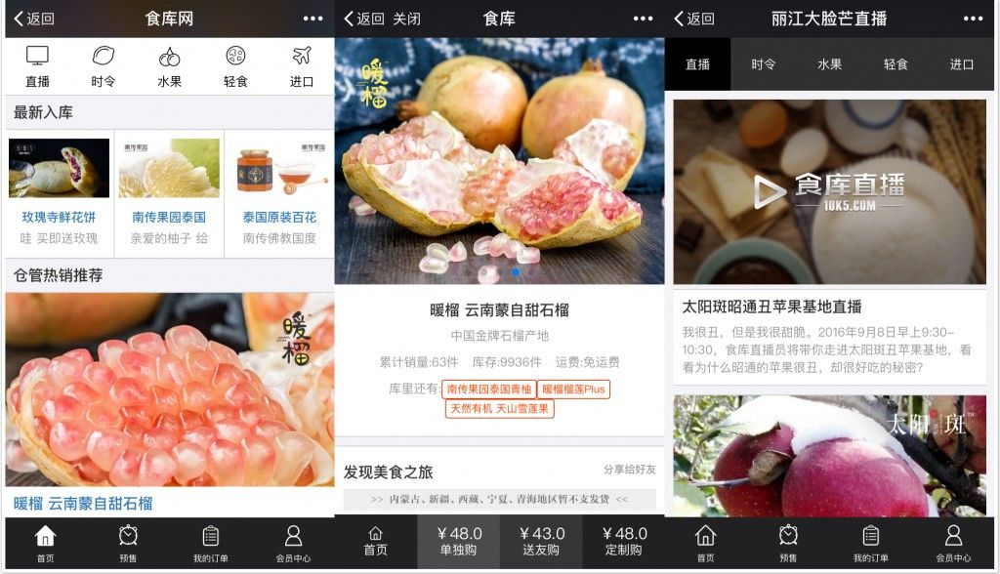 返回
食库网
直播
时令
水果
轻食
进口
最新入库
南传果园
南传果园
玫瑰寺鲜花饼
南传果园泰国
泰国原装百花
哇 买即送玫瑰
亲爱的柚子 给
南传佛教国度
仓管热销推荐
暖榴
暖榴 云南蒙自甜石榴
首页
预售
我的订单
会员中心
返回 关闭
食库
暖榴
暖榴 云南蒙自甜石榴
中国金牌石榴产地
累计销量:63件 库存:9936件 运费:免运费
库里还有: 南传果园泰国青柚 暖榴榴莲Plus
天然有机 天山雪莲果
发现美食之旅
分享给好友
>> 内蒙古、新疆、西藏、宁夏、青海地区暂不支发货 <<
首页
¥48.0
单独购
¥43.0
送友购
¥48.0
定制购
返回
丽江大脸芒直播
直播
时令
水果
轻食
进口
食库直播
10K5.COM
太阳斑昭通丑苹果基地直播
我很丑，但是我很甜脆。2016年9月8日早上9:30-
10:30，食库直播员将带你走进太阳斑丑苹果基地，看
看为什么昭通的苹果很丑，却很好吃的秘密?
太阳斑
首页
预售
我的订单
会员中心